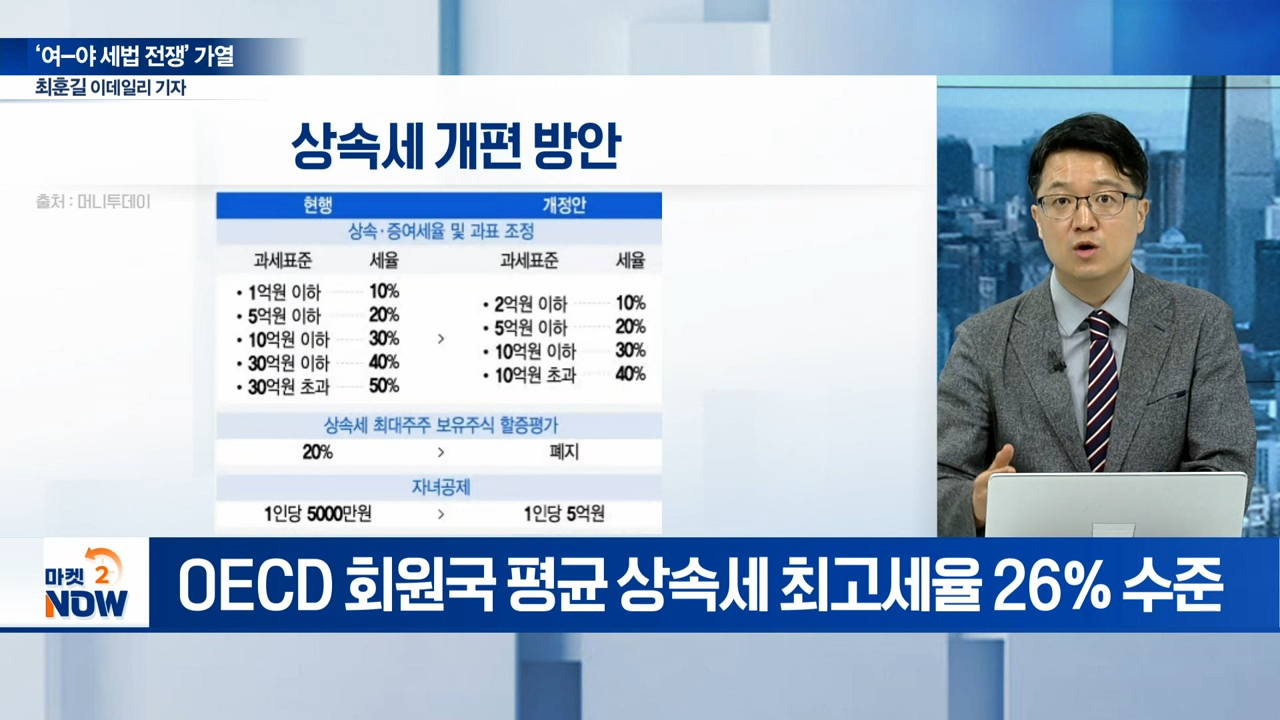 ‘여-야 세법 전쟁’ 가열
최훈길 이데일리 기자
상속세 개편 방안
출처 : 머니투데이
현행 개정안
상속·증여세율 및 과표 조정
과세표준 세율 과세표준 세율
• 1억원 이하 10%
• 5억원 이하 20%
• 10억원 이하 30%
• 30억원 이하 40%
• 30억원 초과 50%
>
• 2억원 이하 10%
• 5억원 이하 20%
• 10억원 이하 30%
• 10억원 초과 40%
상속세 최대주주 보유주식 할증평가
20% > 폐지
자녀공제
1인당 5000만원 > 1인당 5억원
마켓 2
NOW
OECD 회원국 평균 상속세 최고세율 26% 수준